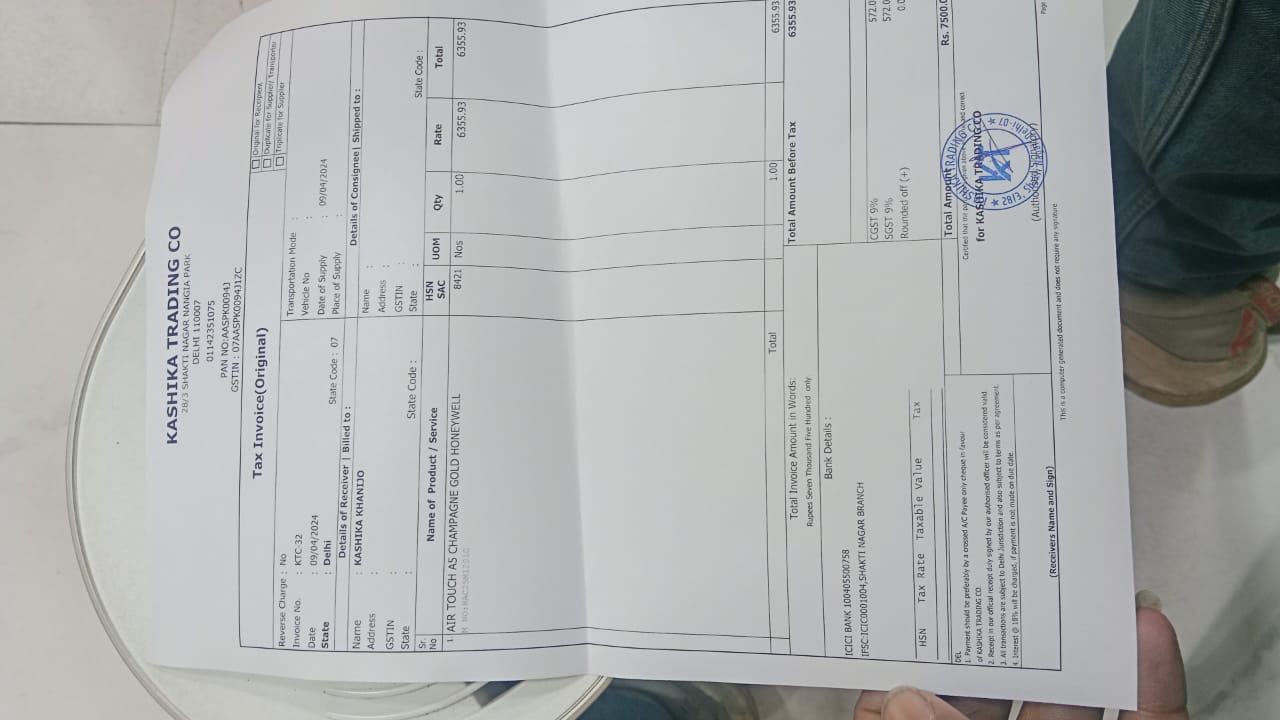 KASHIKA TRADING CO
28/3 SHAKTI NAGAR NANGIA PARK
DELHI 110007
01142351075
PAN NO:AASPK0094J
GSTIN : 07AASPK0094J1ZC
Tax Invoice(Original)
Original for Receipient
Duplicate for Supplier/ Transporter
Triplicate for Supplier
Reverse Charge : No
Invoice No. : KTC-32
Date : 09/04/2024
State : Delhi State Code : 07
Transportation Mode :
Vehicle No :
Date of Supply : 09/04/2024
Place of Supply :
Details of Receiver | Billed to :
Name : KASHIKA KHANIJO
Address :
GSTIN :
State : State Code :
Details of Consignee| Shipped to :
Name :
Address :
GSTIN :
State : State Code :
Sr. No Name of Product / Service HSN SAC UOM Qty Rate Total
1. AIR TOUCH A5 CHAMPAGNE GOLD HONEYWELL 8421 Nos 1.00 6355.93 6355.93
Total 1.00 6355.93
Total Invoice Amount in Words:
Rupees Seven Thousand Five Hundred only
Total Amount Before Tax 6355.93
Bank Details :
ICICI BANK 100405500758
IFSC:ICIC0001004,SHAKTI NAGAR BRANCH
CGST 9% 572.0
SGST 9% 572.0
Rounded off (+) 0.0
HSN Tax Rate Taxable Value Tax
Total Amount Rs. 7500.0
DEL
1. Payment should be preferably by a crossed A/C Payee only cheque in favour
of KASHIKA TRADING CO.
2. Receipt in our official receipt duly signed by our authorised officer will be considered valid
3. All transactions are subject to Delhi Jurisdiction and also subject to terms as per agreement
4. Interest @ 18% will be charged, if payment is not made on due date.
Certified that the and correct
for KASHIKA TRADING CO
KASHIKA TRADING CO
28/3, Delhi-07
(Receivers Name and Sign)
(Authorised Signatory)
This is a computer generated document and does not require any signature
Page